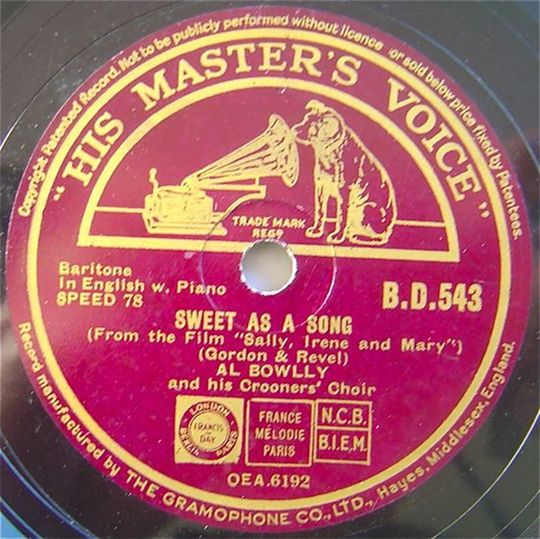 Copyright Patented Record. Not to be publicly performed without licence or sold below price fixed by Patentees.
"HIS MASTER'S VOICE"
TRADE MARK
REGD
Baritone
In English w. Piano
SPEED 78
B.D.543
SWEET AS A SONG
(From the Film "Sally, Irene and Mary")
(Gordon & Revel)
AL BOWLLY
and his Crooners' Choir
LONDON
FRANCIS
DAY
BERLIN PARIS
FRANCE
MÉLODIE
PARIS
N.C.B.
B.I.E.M.
OEA.6192
Record manufactured by THE GRAMOPHONE CO., LTD., Hayes, Middlesex, England.